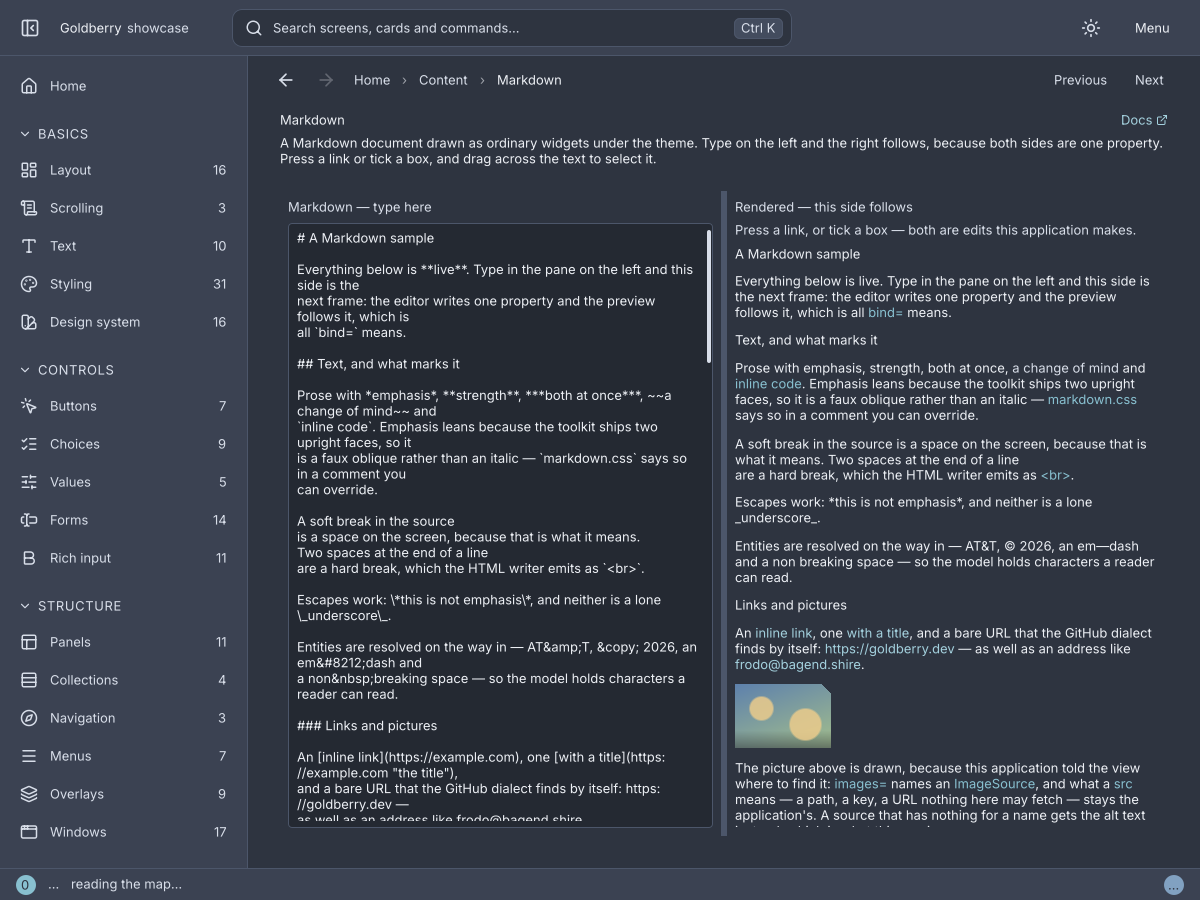 Goldberry showcase
Search screens, cards and commands...
Ctrl K
Menu
Home
BASICS
Layout 16
Scrolling 3
Text 10
Styling 31
Design system 16
CONTROLS
Buttons 7
Choices 9
Values 5
Forms 14
Rich input 11
STRUCTURE
Panels 11
Collections 4
Navigation 3
Menus 7
Overlays 9
Windows 17
Home › Content › Markdown
Previous Next
Markdown
Docs
A Markdown document drawn as ordinary widgets under the theme. Type on the left and the right follows, because both sides are one property.
Press a link or tick a box, and drag across the text to select it.
Markdown — type here
# A Markdown sample
Everything below is **live**. Type in the pane on the left and this
side is the
next frame: the editor writes one property and the preview
follows it, which is
all `bind=` means.
## Text, and what marks it
Prose with *emphasis*, **strength**, ***both at once***, ~~a
change of mind~~ and
`inline code`. Emphasis leans because the toolkit ships two
upright faces, so it
is a faux oblique rather than an italic — `markdown.css` says so
in a comment you
can override.
A soft break in the source
is a space on the screen, because that is what it means.
Two spaces at the end of a line
are a hard break, which the HTML writer emits as `<br>`.
Escapes work: \*this is not emphasis\*, and neither is a lone
\_underscore\_.
Entities are resolved on the way in — AT&amp;T, &copy; 2026, an
em&#8212;dash and
a non&nbsp;breaking space — so the model holds characters a
reader can read.
### Links and pictures
An [inline link](https://example.com), one [with a title](https:
//example.com "the title"),
and a bare URL that the GitHub dialect finds by itself: https:
//goldberry.dev —
as well as an address like frodo@bagend.shire.
Rendered — this side follows
Press a link, or tick a box — both are edits this application makes.
A Markdown sample
Everything below is live. Type in the pane on the left and this side is
the next frame: the editor writes one property and the preview
follows it, which is all bind= means.
Text, and what marks it
Prose with emphasis, strength, both at once, a change of mind and
inline code. Emphasis leans because the toolkit ships two upright
faces, so it is a faux oblique rather than an italic — markdown.css
says so in a comment you can override.
A soft break in the source is a space on the screen, because that is
what it means. Two spaces at the end of a line
are a hard break, which the HTML writer emits as <br>.
Escapes work: *this is not emphasis*, and neither is a lone
_underscore_.
Entities are resolved on the way in — AT&T, © 2026, an em—dash
and a non breaking space — so the model holds characters a reader
can read.
Links and pictures
An inline link, one with a title, and a bare URL that the GitHub dialect
finds by itself: https://goldberry.dev — as well as an address like
frodo@bagend.shire.
The picture above is drawn, because this application told the view
where to find it: images= names an ImageSource, and what a src
means — a path, a key, a URL nothing here may fetch — stays the
application's. A source that has nothing for a name gets the alt text
0 ... reading the map...
...